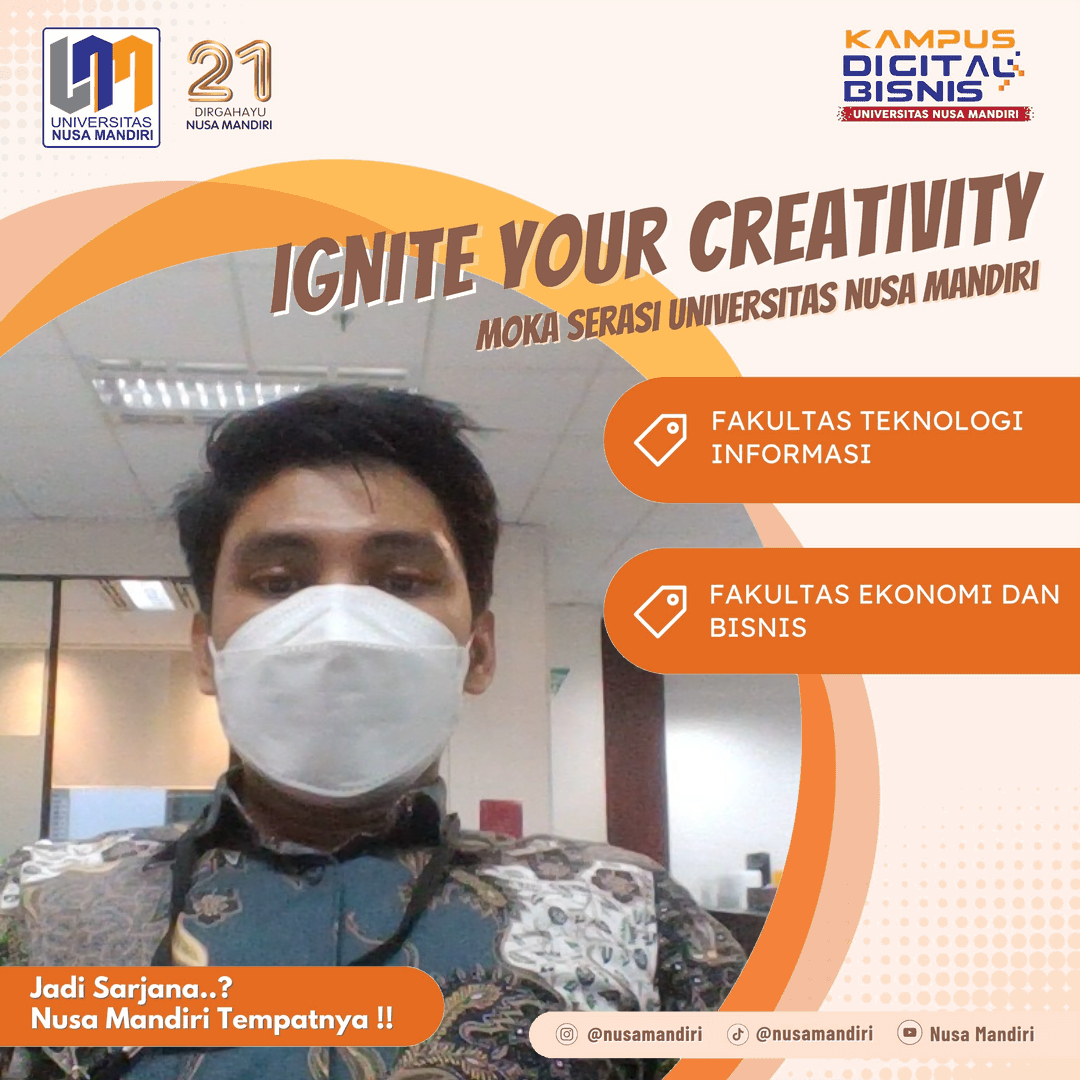 UNIVERSITAS
NUSA MANDIRI
21
DIRGAHAYU
NUSA MANDIRI
KAMPUS
DIGITAL
BISNIS
UNIVERSITAS NUSA MANDIRI
IGNITE YOUR CREATIVITY
MOKA SERASI UNIVERSITAS NUSA MANDIRI
FAKULTAS TEKNOLOGI
INFORMASI
FAKULTAS EKONOMI DAN
BISNIS
Jadi Sarjana..?
Nusa Mandiri Tempatnya !!
@nusamandiri @nusamandiri Nusa Mandiri